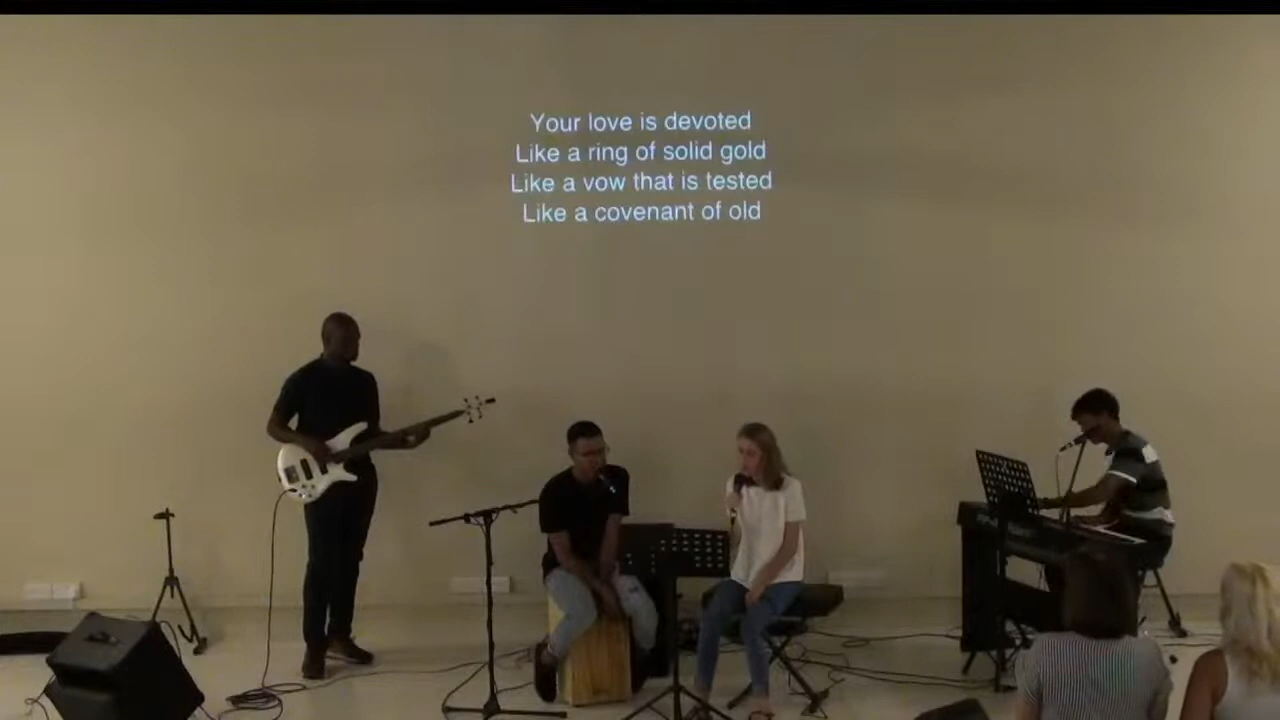 Your love is devoted
Like a ring of solid gold
Like a vow that is tested
Like a covenant of old